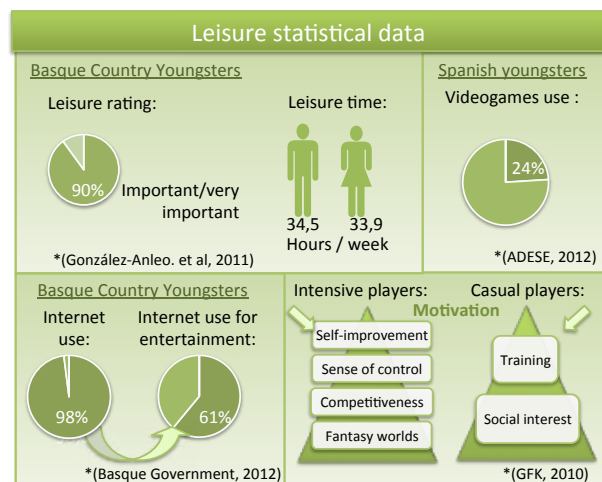 Leisure statistical data
Basque Country Youngsters
Leisure rating:
90%
Important/very
important
Leisure time:
34,5 33,9
Hours / week
*(González-Anleo. et al, 2011)
Spanish youngsters
Videogames use :
24%
*(ADESE, 2012)
Basque Country Youngsters
Internet
use:
98%
Internet use for
entertainment:
61%
*(Basque Government, 2012)
Intensive players:
Casual players:
Motivation
Self-improvement
Sense of control
Competitiveness
Fantasy worlds
Training
Social interest
*(GFK, 2010)